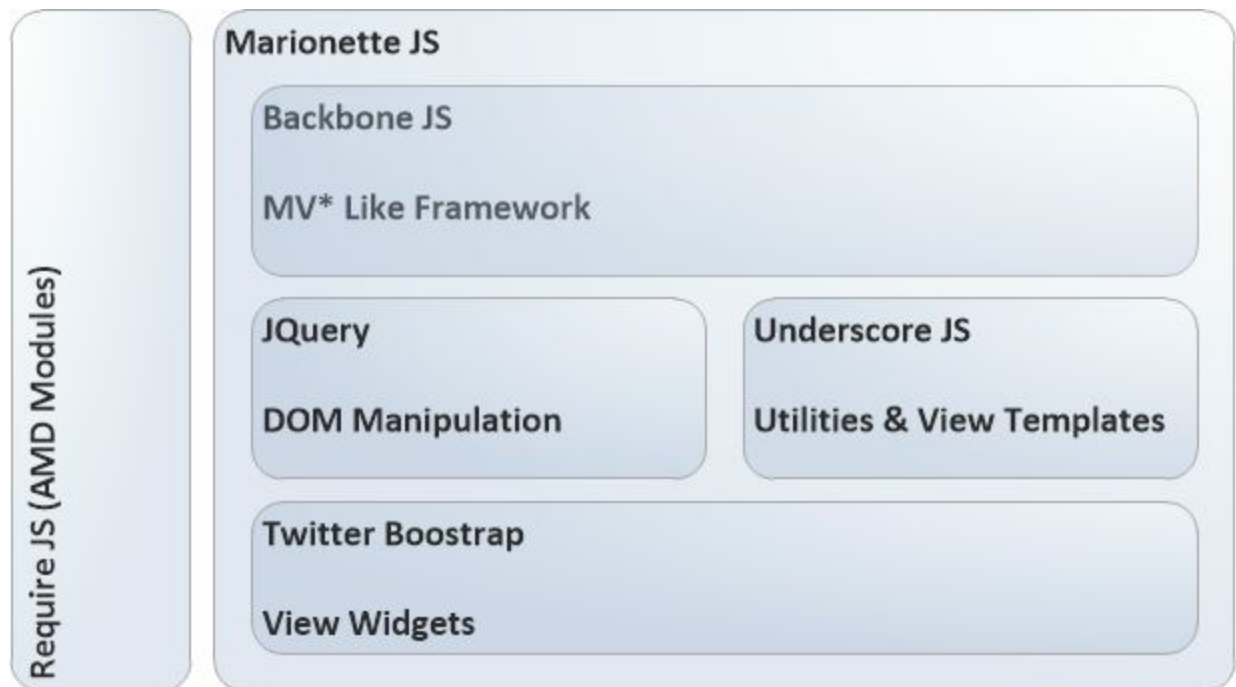 Require JS (AMD Modules)
Marionette JS
Backbone JS
MV* Like Framework
JQuery
DOM Manipulation
Underscore JS
Utilities & View Templates
Twitter Boostrap
View Widgets